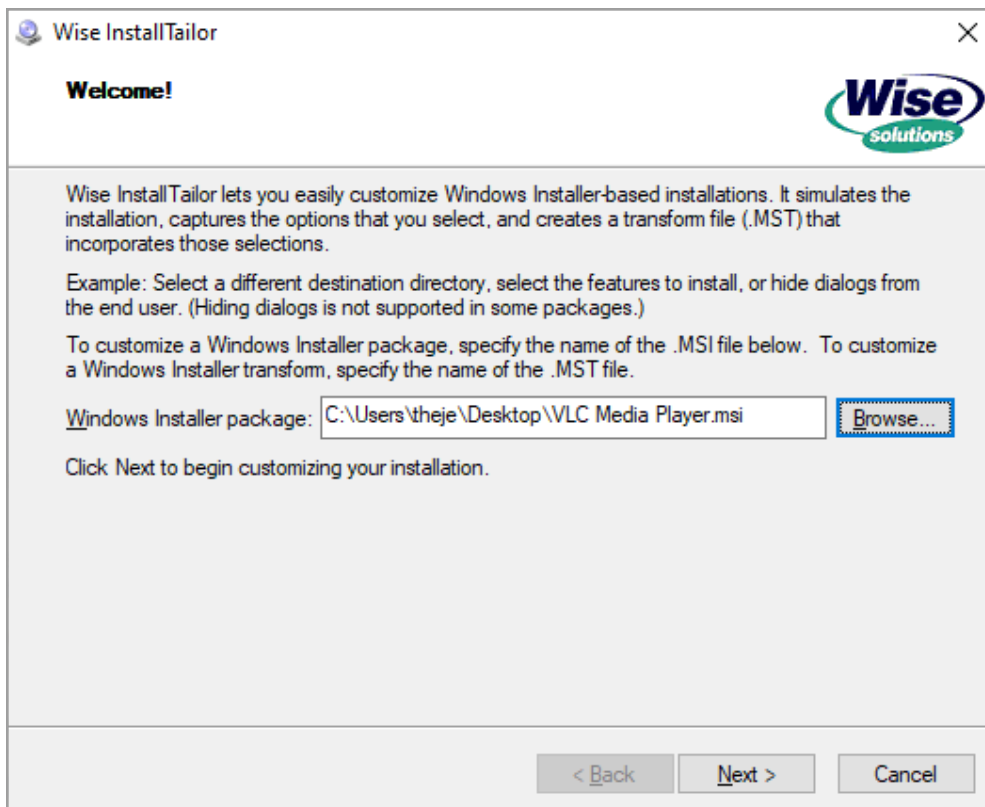 Wise InstallTailor
Welcome!
Wise
solutions
Wise InstallTailor lets you easily customize Windows Installer-based installations. It simulates the
installation, captures the options that you select, and creates a transform file (.MST) that
incorporates those selections.
Example: Select a different destination directory, select the features to install, or hide dialogs from
the end user. (Hiding dialogs is not supported in some packages.)
To customize a Windows Installer package, specify the name of the .MSI file below.  To customize
a Windows Installer transform, specify the name of the .MST file.
Windows Installer package: C:\Users\theje\Desktop\VLC Media Player.msi Browse...
Click Next to begin customizing your installation.
< Back Next > Cancel